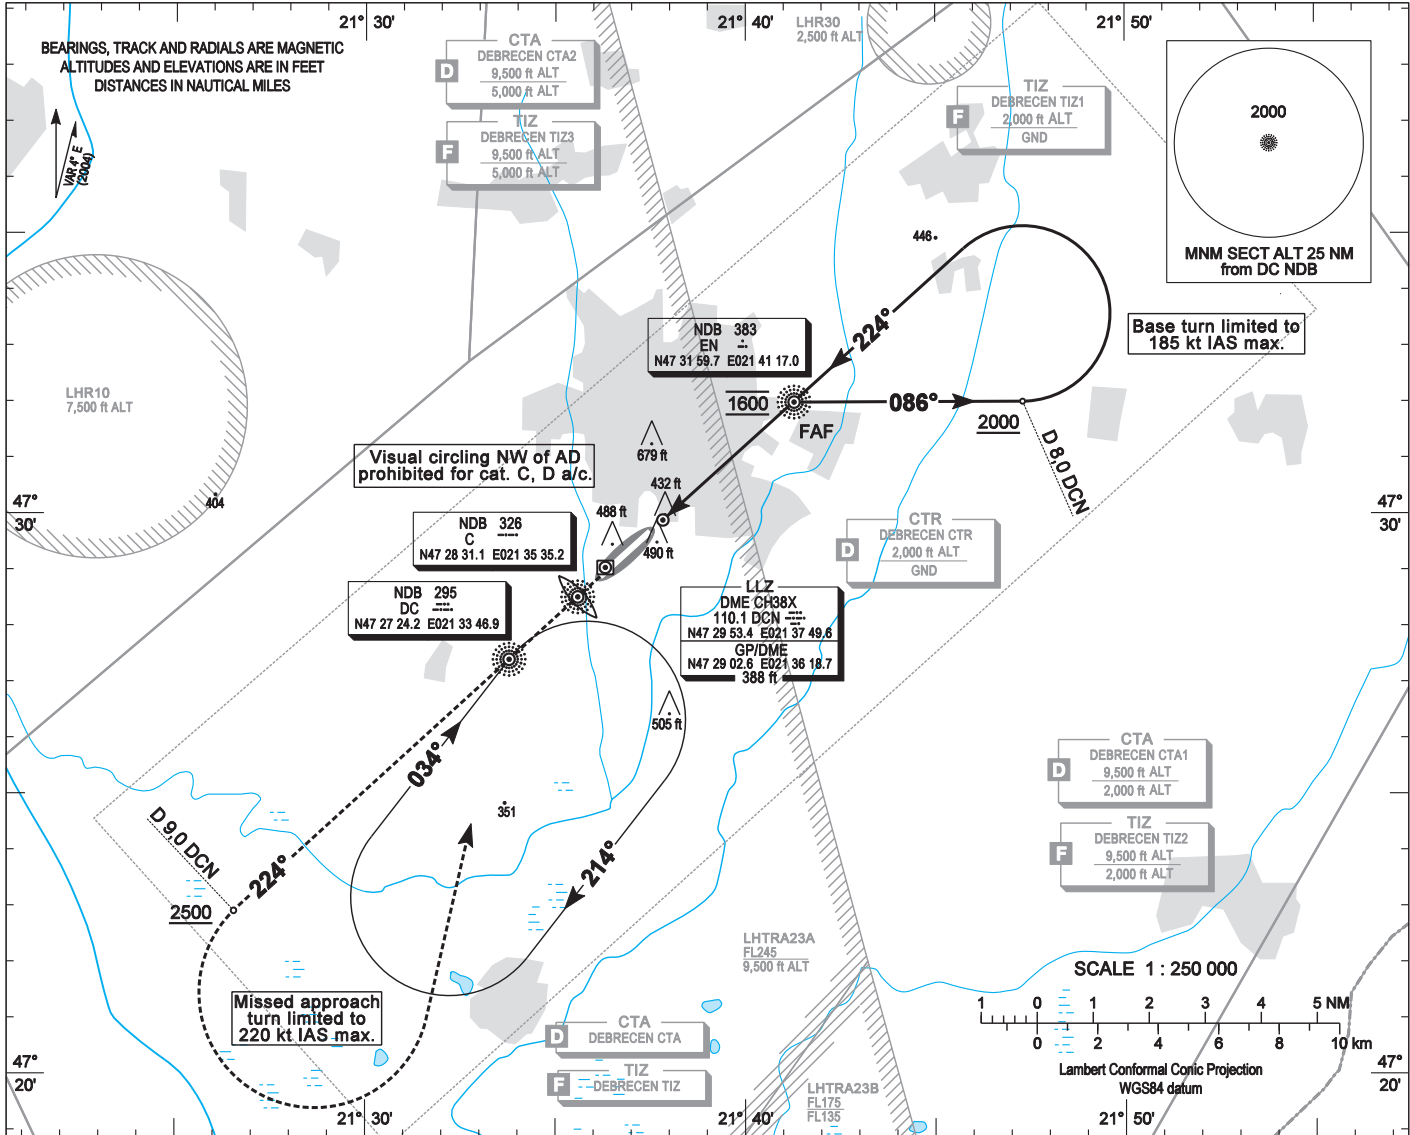 21° 30'
21° 40'
21° 50'
BEARINGS, TRACK AND RADIALS ARE MAGNETIC
ALTITUDES AND ELEVATIONS ARE IN FEET
DISTANCES IN NAUTICAL MILES
VAR 4° E
(2004)
CTA
DEBRECEN CTA2
D
9,500 ft ALT
5,000 ft ALT
TIZ
DEBRECEN TIZ3
F
9,500 ft ALT
5,000 ft ALT
LHR30
2,500 ft ALT
TIZ
DEBRECEN TIZ1
F
2,000 ft ALT
GND
2000
MNM SECT ALT 25 NM
from DC NDB
446
Base turn limited to
185 kt IAS max.
NDB 383
EN
N47 31 59.7 E021 41 17.0
224°
1600
086°
2000
FAF
D 8,0 DCN
LHR10
7,500 ft ALT
404
Visual circling NW of AD
prohibited for cat. C, D a/c.
679 ft
432 ft
488 ft
490 ft
47°
30'
47°
30'
NDB 326
C
N47 28 31.1 E021 35 35.2
CTR
DEBRECEN CTR
D
2,000 ft ALT
GND
NDB 295
DC
N47 27 24.2 E021 33 46.9
LLZ
DME CH38X
110.1 DCN
N47 29 53.4 E021 37 49.6
GP/DME
N47 29 02.6 E021 36 18.7
388 ft
505 ft
034°
351
214°
D 9,0 DCN
224°
2500
CTA
DEBRECEN CTA1
D
9,500 ft ALT
2,000 ft ALT
TIZ
DEBRECEN TIZ2
F
9,500 ft ALT
2,000 ft ALT
LHTRA23A
FL245
9,500 ft ALT
Missed approach
turn limited to
220 kt IAS max.
CTA
D
DEBRECEN CTA
TIZ
F
DEBRECEN TIZ
LHTRA23B
FL175
FL135
SCALE 1 : 250 000
1 0 1 2 3 4 5 NM
0 2 4 6 8 10 km
Lambert Conformal Conic Projection
WGS84 datum
47°
20'
47°
20'
21° 30'
21° 40'
21° 50'